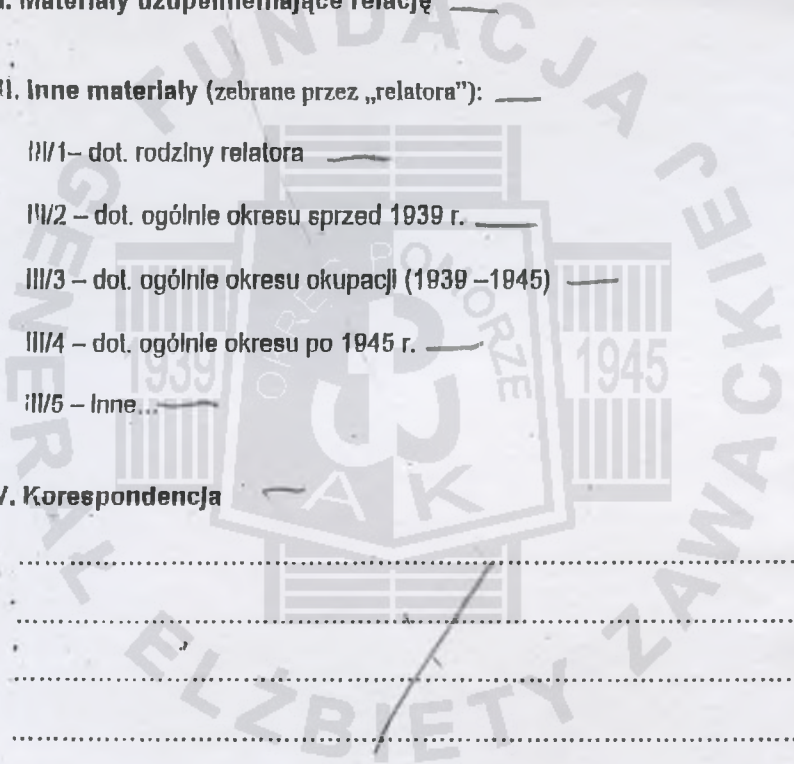 I. Materiały uzupełniemiające relację —
II. Inne materiały (zebrane przez „relatora”): —
III/1– dot. rodziny relatora —
III/2 – dot. ogólnie okresu sprzed 1939 r. —
III/3 – dot. ogólnie okresu okupacji (1939 –1945) —
III/4 – dot. ogólnie okresu po 1945 r. —
III/5 – Inne... —
V. Korespondencja —
FUNDACJA GENERAŁ ELŻBIETY ZAWACKIEJ
OKRĘG POMORZE
1939
1945
AK